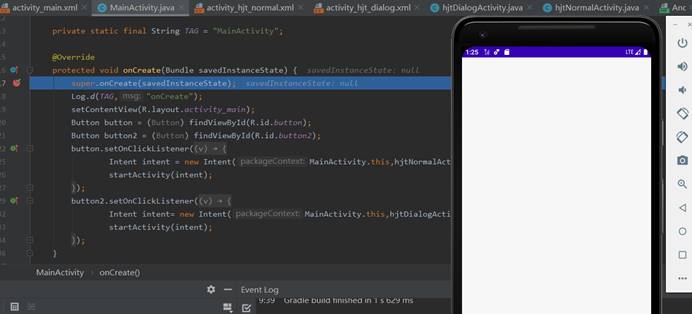 activity_main.xml
MainActivity.java
activity_hjt_normal.xml
activity_hjt_dialog.xml
hjtDialogActivity.java
hjtNormalActivity.java
Anc
private static final String TAG = "MainActivity";
@Override
protected void onCreate(Bundle savedInstanceState) { savedInstanceState: null
super.onCreate(savedInstanceState); savedInstanceState: null
Log.d(TAG, msg: "onCreate");
setContentView(R.layout.activity_main);
Button button = (Button) findViewById(R.id.button);
Button button2 = (Button) findViewById(R.id.button2);
button.setOnClickListener((v) → {
Intent intent = new Intent( packageContext: MainActivity.this,hjtNormalAct
startActivity(intent);
});
button2.setOnClickListener((v) → {
Intent intent= new Intent( packageContext: MainActivity.this,hjtDialogActi
startActivity(intent);
});
}
MainActivity › onCreate()
Event Log
9:39 Gradle build finished in 1 s 629 ms
1:25
LTE